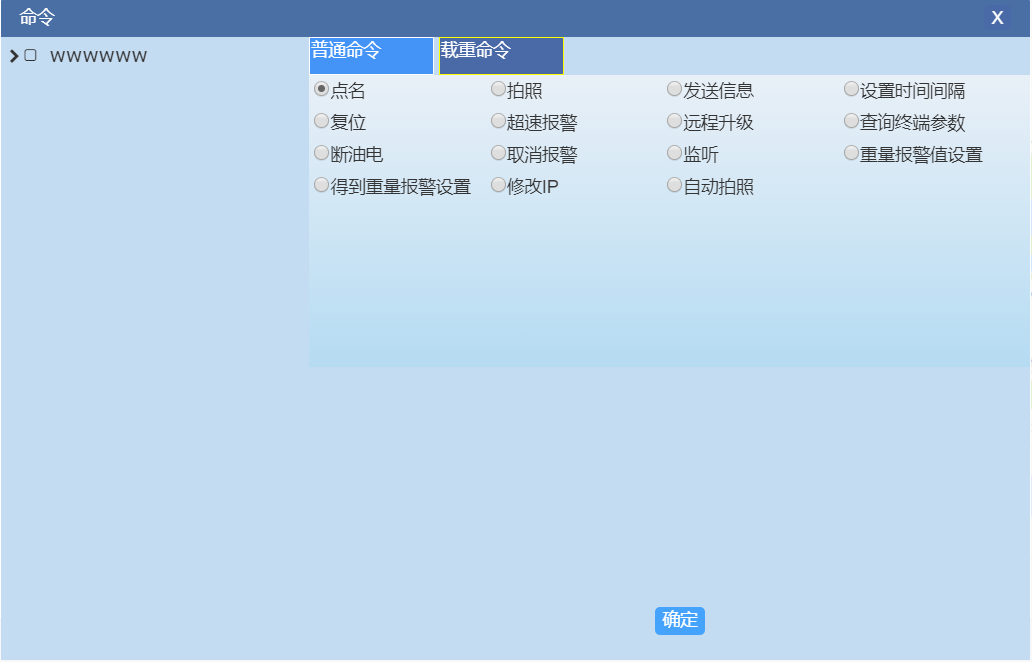 命令 X
wwwwww 普通命令 载重命令
点名 拍照 发送信息 设置时间间隔
复位 超速报警 远程升级 查询终端参数
断油电 取消报警 监听 重量报警值设置
得到重量报警设置 修改IP 自动拍照
确定